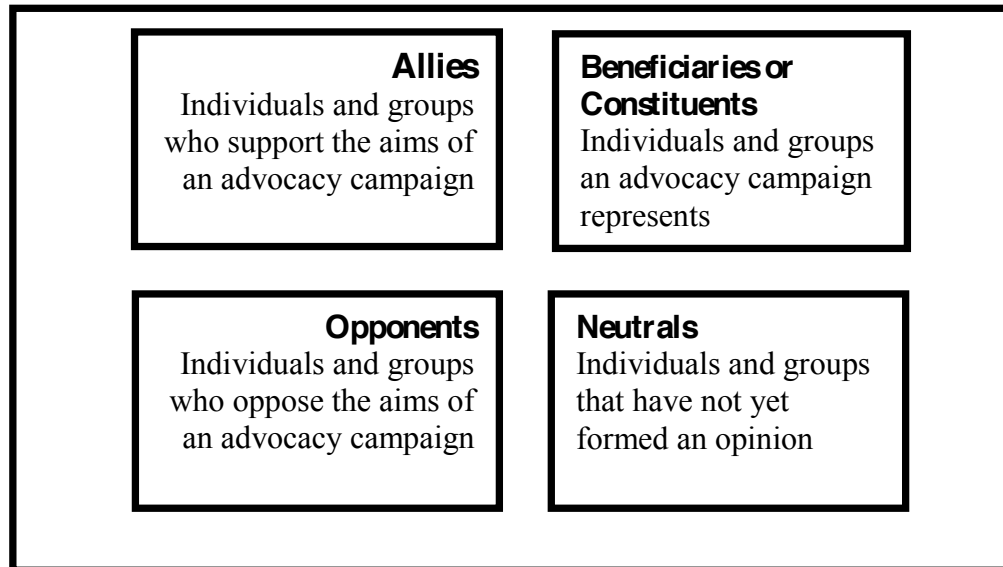 Allies
Individuals and groups
who support the aims of
an advocacy campaign
Beneficiaries or
Constituents
Individuals and groups
an advocacy campaign
represents
Opponents
Individuals and groups
who oppose the aims of
an advocacy campaign
Neutrals
Individuals and groups
that have not yet
formed an opinion